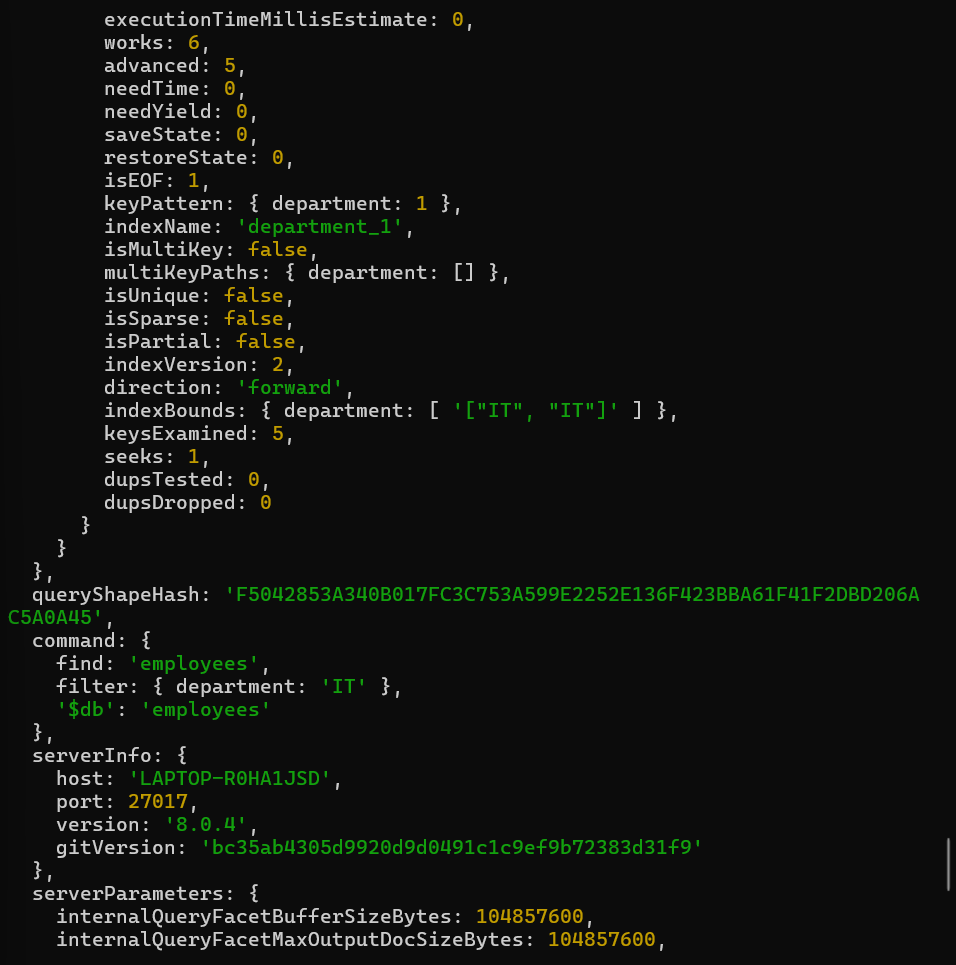 executionTimeMillisEstimate: 0,
works: 6,
advanced: 5,
needTime: 0,
needYield: 0,
saveState: 0,
restoreState: 0,
isEOF: 1,
keyPattern: { department: 1 },
indexName: 'department_1',
isMultiKey: false,
multiKeyPaths: { department: [] },
isUnique: false,
isSparse: false,
isPartial: false,
indexVersion: 2,
direction: 'forward',
indexBounds: { department: [ '["IT", "IT"]' ] },
keysExamined: 5,
seeks: 1,
dupsTested: 0,
dupsDropped: 0
}
}
},
queryShapeHash: 'F5042853A340B017FC3C753A599E2252E136F423BBA61F41F2DBD206A
C5A0A45',
command: {
find: 'employees',
filter: { department: 'IT' },
'$db': 'employees'
},
serverInfo: {
host: 'LAPTOP-R0HA1JSD',
port: 27017,
version: '8.0.4',
gitVersion: 'bc35ab4305d9920d9d0491c1c9ef9b72383d31f9'
},
serverParameters: {
internalQueryFacetBufferSizeBytes: 104857600,
internalQueryFacetMaxOutputDocSizeBytes: 104857600,